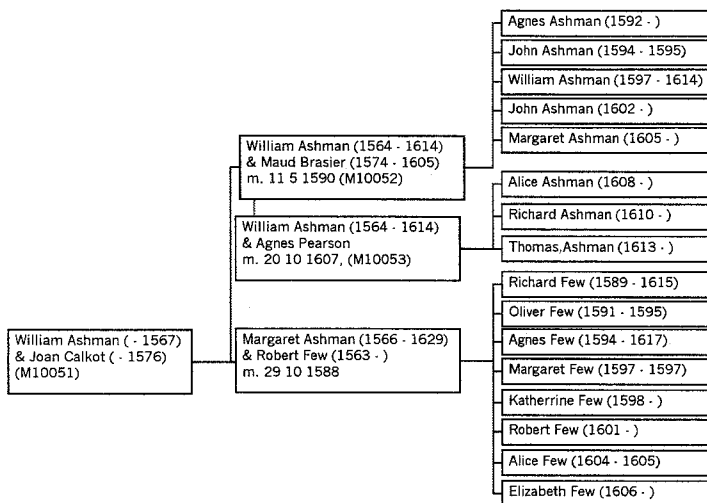 Agnes Ashman (1592 - )
John Ashman (1594 - 1595)
William Ashman (1597 - 1614)
John Ashman (1602 - )
Margaret Ashman (1605 - )
William Ashman (1564 - 1614)
& Maud Brasier (1574 - 1605)
m. 11 5 1590 (M10052)
Alice Ashman (1608 - )
Richard Ashman (1610 - )
Thomas,Ashman (1613 - )
William Ashman (1564 - 1614)
& Agnes Pearson
m. 20 10 1607, (M10053)
Richard Few (1589 - 1615)
Oliver Few (1591 - 1595)
Agnes Few (1594 - 1617)
Margaret Few (1597 - 1597)
Katherrine Few (1598 - )
Robert Few (1601 - )
Alice Few (1604 - 1605)
Elizabeth Few (1606 - )
Margaret Ashman (1566 - 1629)
& Robert Few (1563 - )
m. 29 10 1588
William Ashman ( - 1567)
& Joan Calkot ( - 1576)
(M10051)